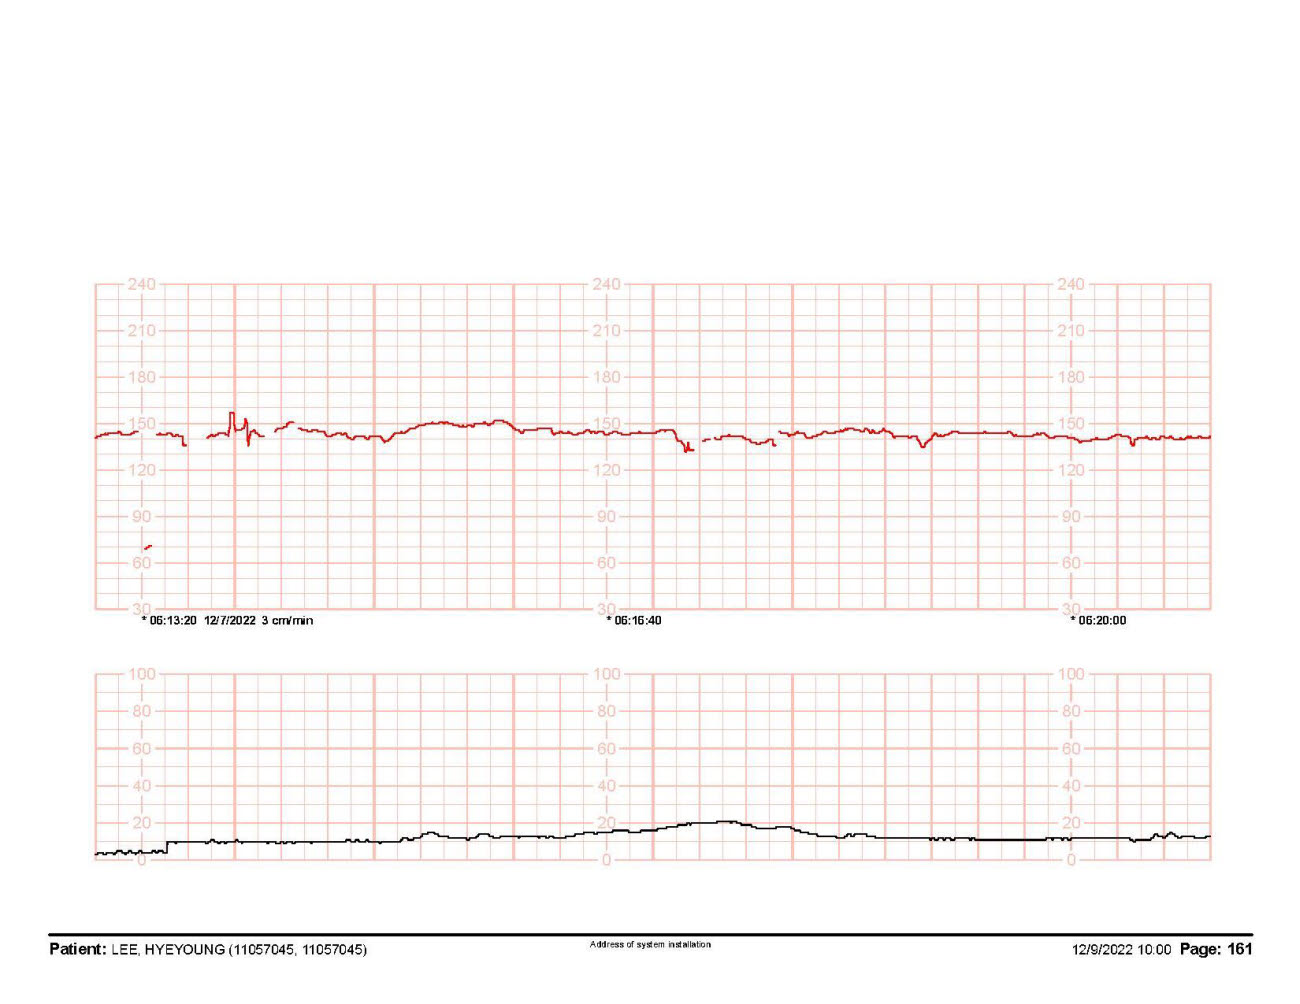 240 240 240
210 210 210
180 180 180
150 150 150
120 120 120
90 90 90
60 60 60
30 30 30
* 06:13:20 12/7/2022 3 cm/min * 06:16:40 * 06:20:00
100 100 100
80 80 80
60 60 60
40 40 40
20 20 20
0 0 0
Patient: LEE, HYEYOUNG (11057045, 11057045) Address of system installation 12/9/2022 10:00 Page: 161